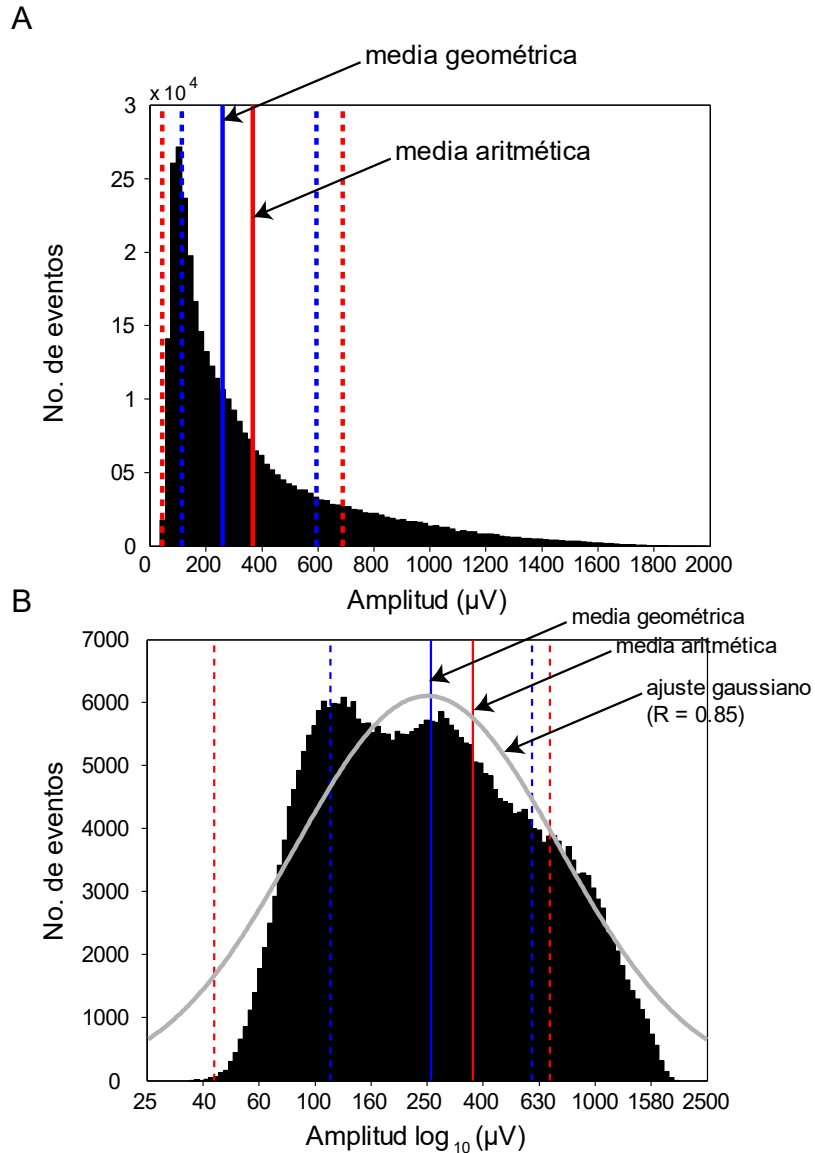 A
media geométrica
x 10^4
media aritmética
3
25
2
15
1
05
0
No. de eventos
0 200 400 600 800 1000 1200 1400 1600 1800 2000
Amplitud (µV)
B
media geométrica
media aritmética
ajuste gaussiano
(R = 0.85)
7000
6000
5000
4000
3000
2000
1000
0
No. de eventos
25 40 60 100 160 250 400 630 1000 1580 2500
Amplitud log10 (µV)